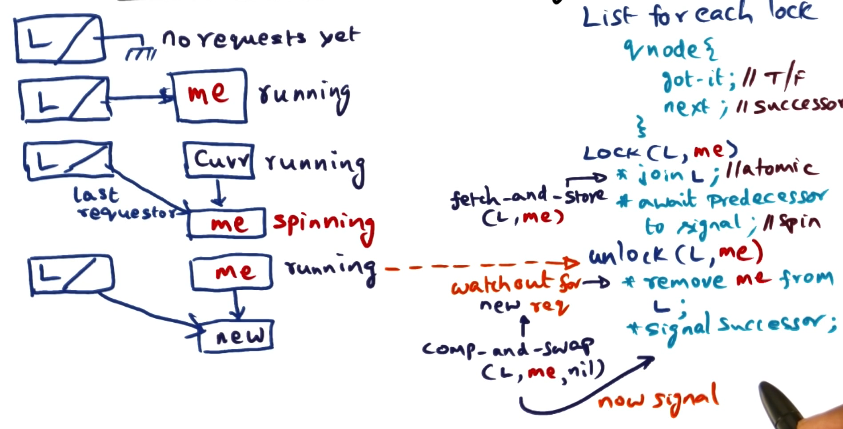 List for each lock
L no requests yet
qnode{
got-it; // T/F
next; // successor
}
L me running
L Curr running
LOCK(L, me)
* join L; // atomic
fetch-and-store
(L, me)
last
requestor
me spinning
* await predecessor
to signal; // spin
L me running
unlock(L, me)
watchout for
new req
* remove me from
L;
new
* signal successor;
comp-and-swap
(L, me, nil)
now signal